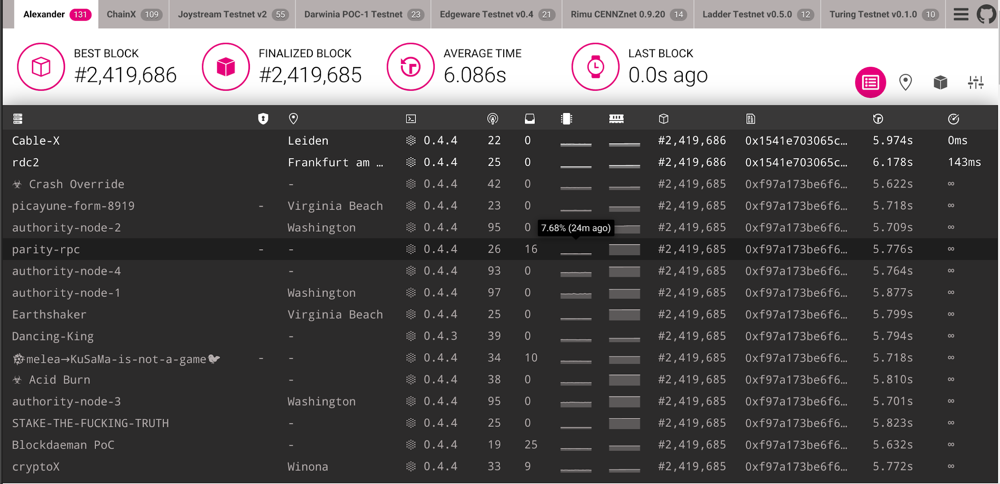 Alexander 131 ChainX 109 Joystream Testnet v2 55 Darwinia POC-1 Testnet 23 Edgeware Testnet v0.4 21 Rimu CENNZnet 0.9.20 14 Ladder Testnet v0.5.0 12 Turing Testnet v0.1.0 10
BEST BLOCK
#2,419,686
FINALIZED BLOCK
#2,419,685
AVERAGE TIME
6.086s
LAST BLOCK
0.0s ago
Cable-X Leiden 0.4.4 22 0 #2,419,686 0x1541e703065c… 5.974s 0ms
rdc2 Frankfurt am … 0.4.4 25 0 #2,419,686 0x1541e703065c… 6.178s 143ms
☣ Crash Override - 0.4.4 42 0 #2,419,685 0xf97a173be6f6… 5.622s ∞
picayune-form-8919 - Virginia Beach 0.4.4 23 0 #2,419,685 0xf97a173be6f6… 5.718s ∞
authority-node-2 Washington 0.4.4 95 0 7.68% (24m ago) #2,419,685 0xf97a173be6f6… 5.709s ∞
parity-rpc - - 0.4.4 26 16 #2,419,685 0xf97a173be6f6… 5.776s ∞
authority-node-4 - 0.4.4 93 0 #2,419,685 0xf97a173be6f6… 5.764s ∞
authority-node-1 Washington 0.4.4 97 0 #2,419,685 0xf97a173be6f6… 5.877s ∞
Earthshaker Virginia Beach 0.4.4 25 0 #2,419,685 0xf97a173be6f6… 5.799s ∞
Dancing-King - 0.4.3 39 0 #2,419,685 0xf97a173be6f6… 5.794s ∞
🐞melea→KuSaMa-is-not-a-game🐦 - - 0.4.4 34 10 #2,419,685 0xf97a173be6f6… 5.718s ∞
☣ Acid Burn - 0.4.4 38 0 #2,419,685 0xf97a173be6f6… 5.810s ∞
authority-node-3 Washington 0.4.4 95 0 #2,419,685 0xf97a173be6f6… 5.701s ∞
STAKE-THE-FUCKING-TRUTH - 0.4.4 25 0 #2,419,685 0xf97a173be6f6… 5.823s ∞
Blockdaeman PoC - 0.4.4 19 25 #2,419,685 0xf97a173be6f6… 5.632s ∞
cryptoX Winona 0.4.4 33 9 #2,419,685 0xf97a173be6f6… 5.772s ∞